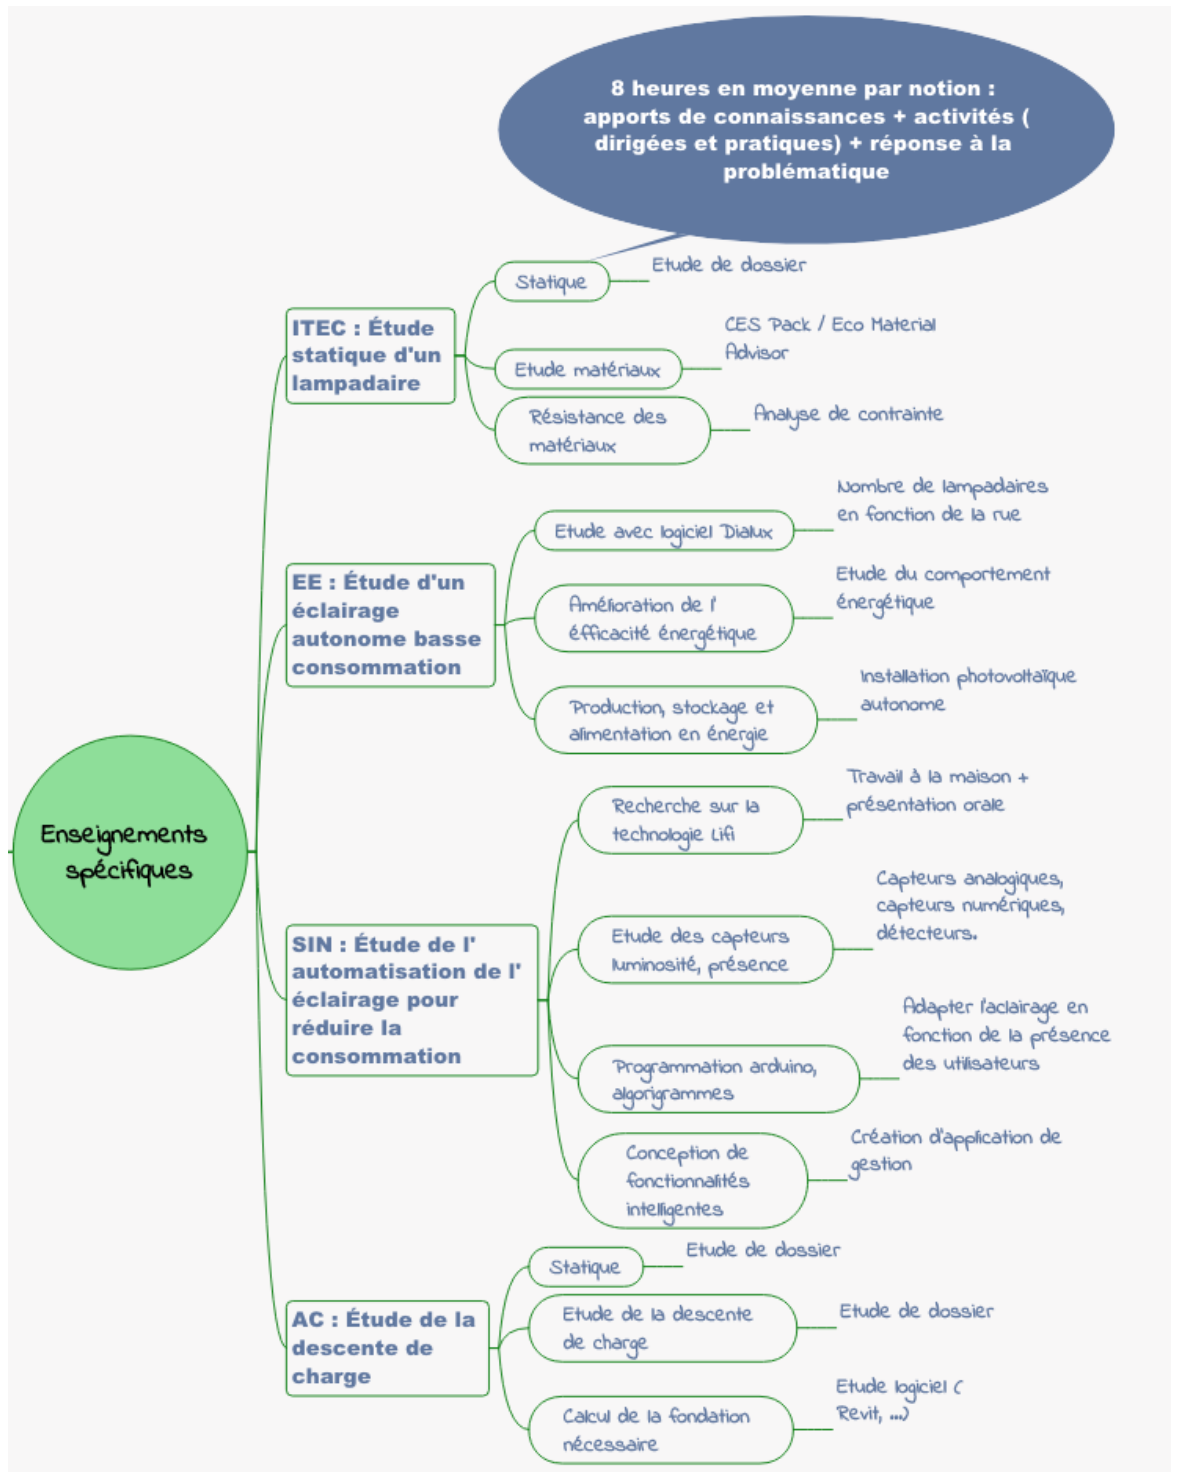 8 heures en moyenne par notion :
apports de connaissances + activités (
dirigées et pratiques) + réponse à la
problématique
Enseignements
spécifiques
ITEC : Étude
statique d'un
lampadaire
Statique
Etude de dossier
Etude matériaux
CES Pack / Eco Material
Advisor
Résistance des
matériaux
Analyse de contrainte
EE : Étude d'un
éclairage
autonome basse
consommation
Etude avec logiciel Dialux
Nombre de lampadaires
en fonction de la rue
Amélioration de l'
éfficacité énergétique
Etude du comportement
énergétique
Production, stockage et
alimentation en énergie
Installation photovoltaïque
autonome
SIN : Étude de l'
automatisation de l'
éclairage pour
réduire la
consommation
Recherche sur la
technologie Lifi
Travail à la maison +
présentation orale
Etude des capteurs
luminosité, présence
Capteurs analogiques,
capteurs numériques,
détecteurs.
Programmation arduino,
algorigrammes
Adapter l'aclairage en
fonction de la présence
des utilisateurs
Conception de
fonctionnalités
intelligentes
Création d'application de
gestion
AC : Étude de la
descente de
charge
Statique
Etude de dossier
Etude de la descente
de charge
Etude de dossier
Calcul de la fondation
nécessaire
Etude logiciel (
Revit, ...)